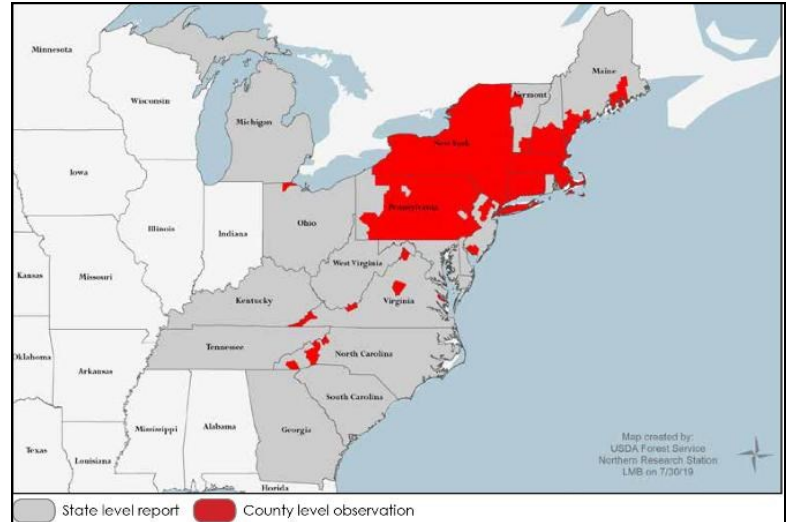 Minnesota
Wisconsin
Michigan
Maine
Vermont
New York
Iowa
Illinois
Indiana
Ohio
Pennsylvania
Kansas
Missouri
West Virginia
Kentucky
Virginia
Oklahoma
Arkansas
Tennessee
North Carolina
South Carolina
Texas
Louisiana
Mississippi
Alabama
Georgia
Florida
Map created by:
USDA Forest Service
Northern Research Station
LMB on 7/30/19
State level report
County level observation